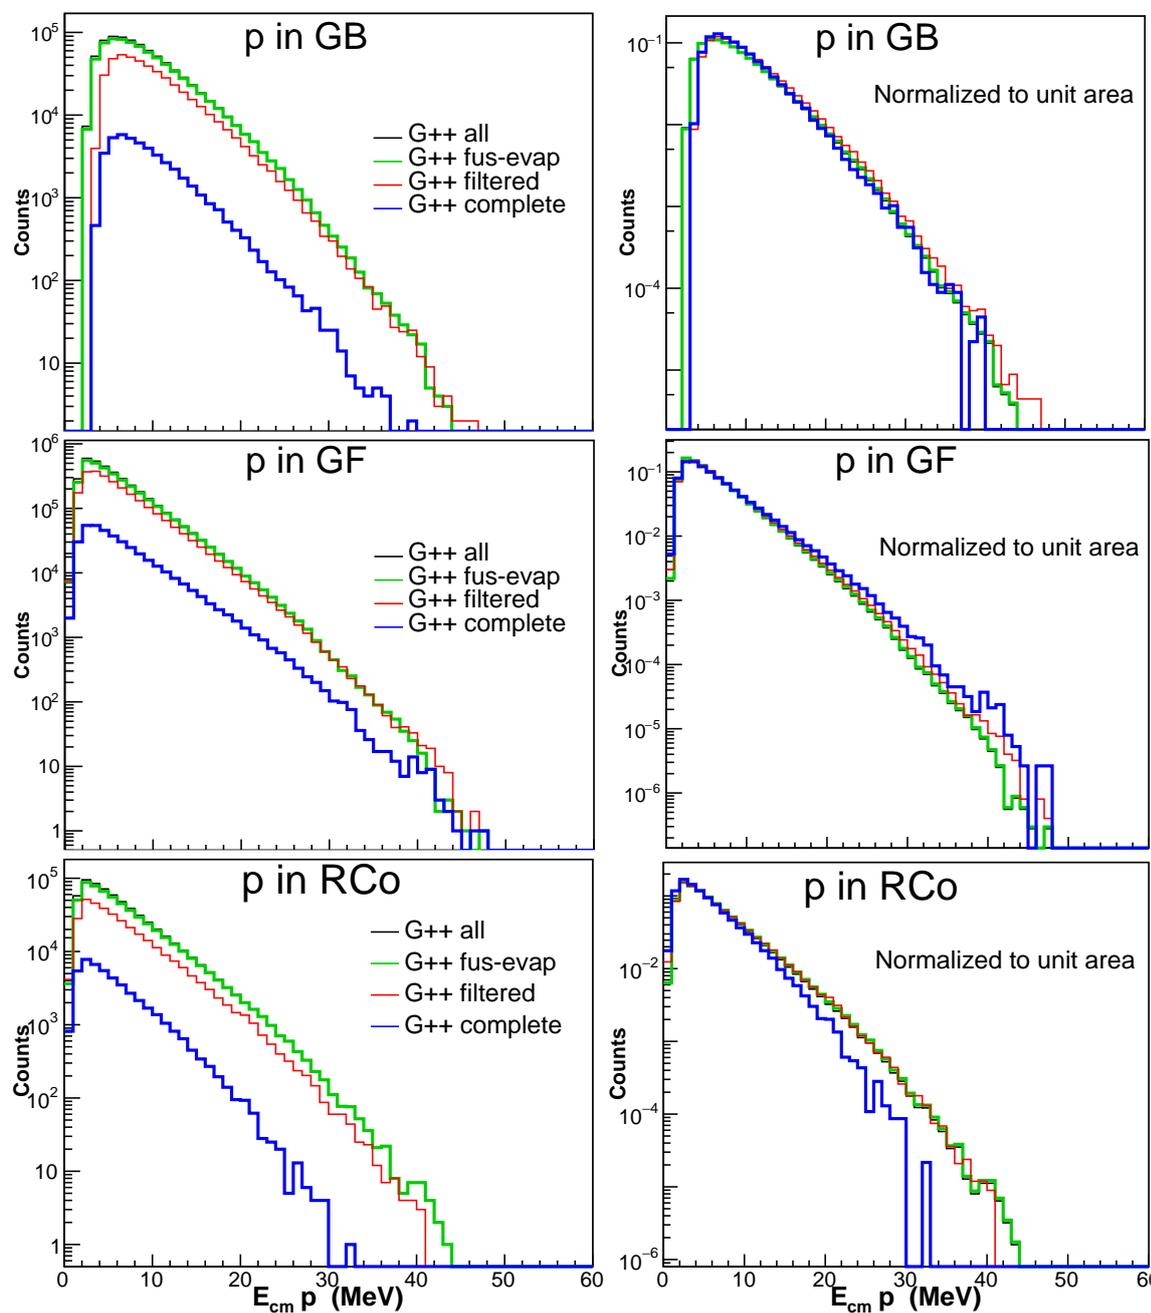 p in GB
10^5
10^4
10^3
10^2
10
Counts
G++ all
G++ fus-evap
G++ filtered
G++ complete
p in GB
Normalized to unit area
10^−1
10^−4
Counts
p in GF
10^6
10^5
10^4
10^3
10^2
10
1
Counts
G++ all
G++ fus-evap
G++ filtered
G++ complete
p in GF
Normalized to unit area
10^−1
10^−2
10^−3
10^−4
10^−5
10^−6
Counts
p in RCo
10^5
10^4
10^3
10^2
10
1
Counts
G++ all
G++ fus-evap
G++ filtered
G++ complete
0 10 20 30 40 50 60
E_cm p (MeV)
p in RCo
Normalized to unit area
10^−2
10^−4
10^−6
Counts
0 10 20 30 40 50 6
E_cm p (MeV)